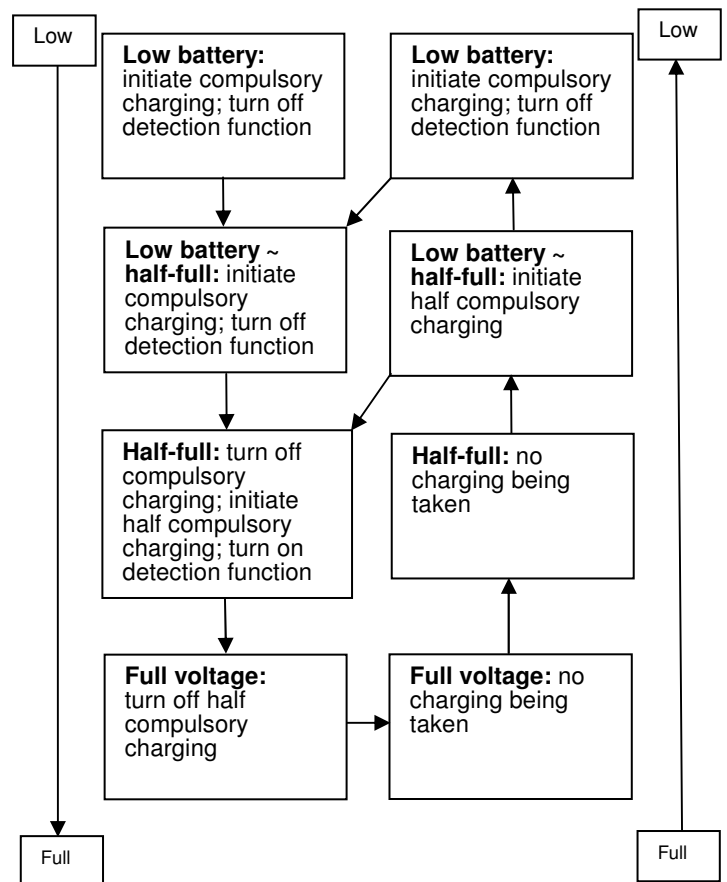 Low
Low
Low battery:
initiate compulsory
charging; turn off
detection function
Low battery:
initiate compulsory
charging; turn off
detection function
Low battery ~
half-full: initiate
compulsory
charging; turn off
detection function
Low battery ~
half-full: initiate
half compulsory
charging
Half-full: turn off
compulsory
charging; initiate
half compulsory
charging; turn on
detection function
Half-full: no
charging being
taken
Full voltage:
turn off half
compulsory
charging
Full voltage: no
charging being
taken
Full
Full